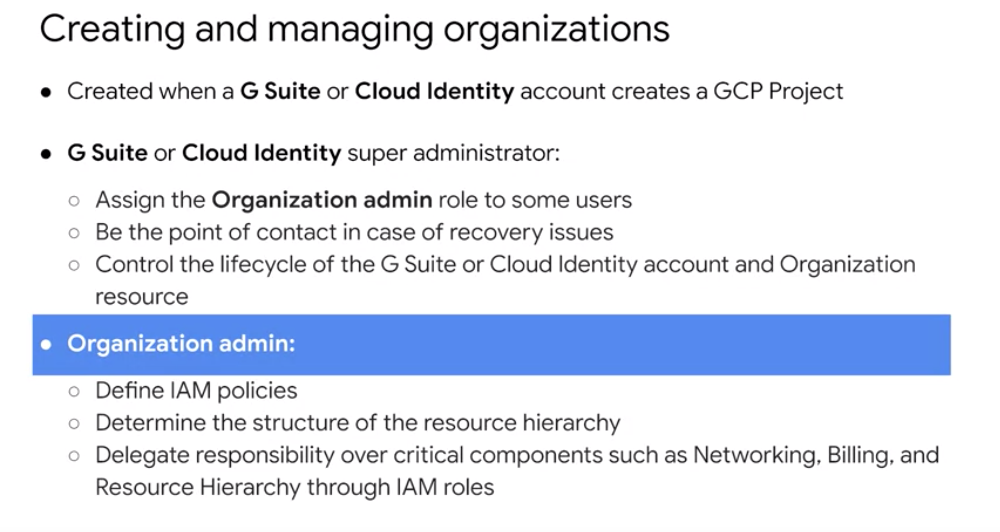 Creating and managing organizations
● Created when a G Suite or Cloud Identity account creates a GCP Project
● G Suite or Cloud Identity super administrator:
○ Assign the Organization admin role to some users
○ Be the point of contact in case of recovery issues
○ Control the lifecycle of the G Suite or Cloud Identity account and Organization
resource
● Organization admin:
○ Define IAM policies
○ Determine the structure of the resource hierarchy
○ Delegate responsibility over critical components such as Networking, Billing, and
Resource Hierarchy through IAM roles